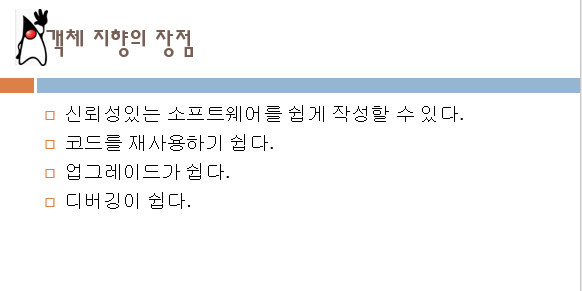 객체 지향의 장점
신뢰성있는 소프트웨어를 쉽게 작성할 수 있다.
코드를 재사용하기 쉽다.
업그레이드가 쉽다.
디버깅이 쉽다.